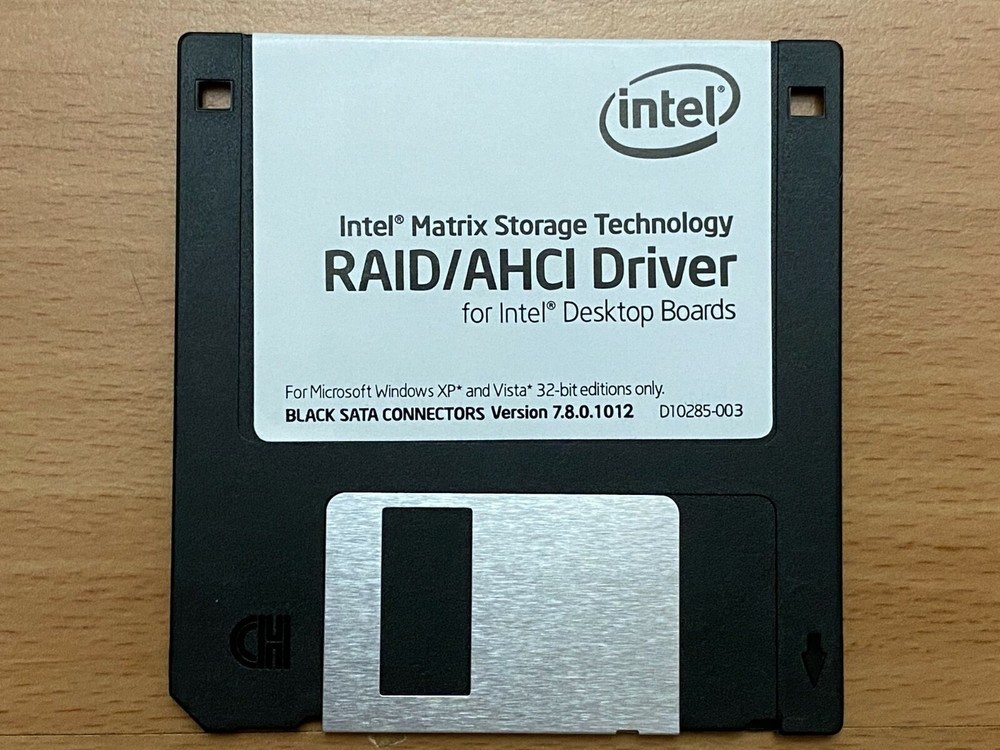 intel®
Intel® Matrix Storage Technology
RAID/AHCI Driver
for Intel® Desktop Boards
For Microsoft Windows XP* and Vista* 32-bit editions only.
BLACK SATA CONNECTORS Version 7.8.0.1012 D10285-003
CH